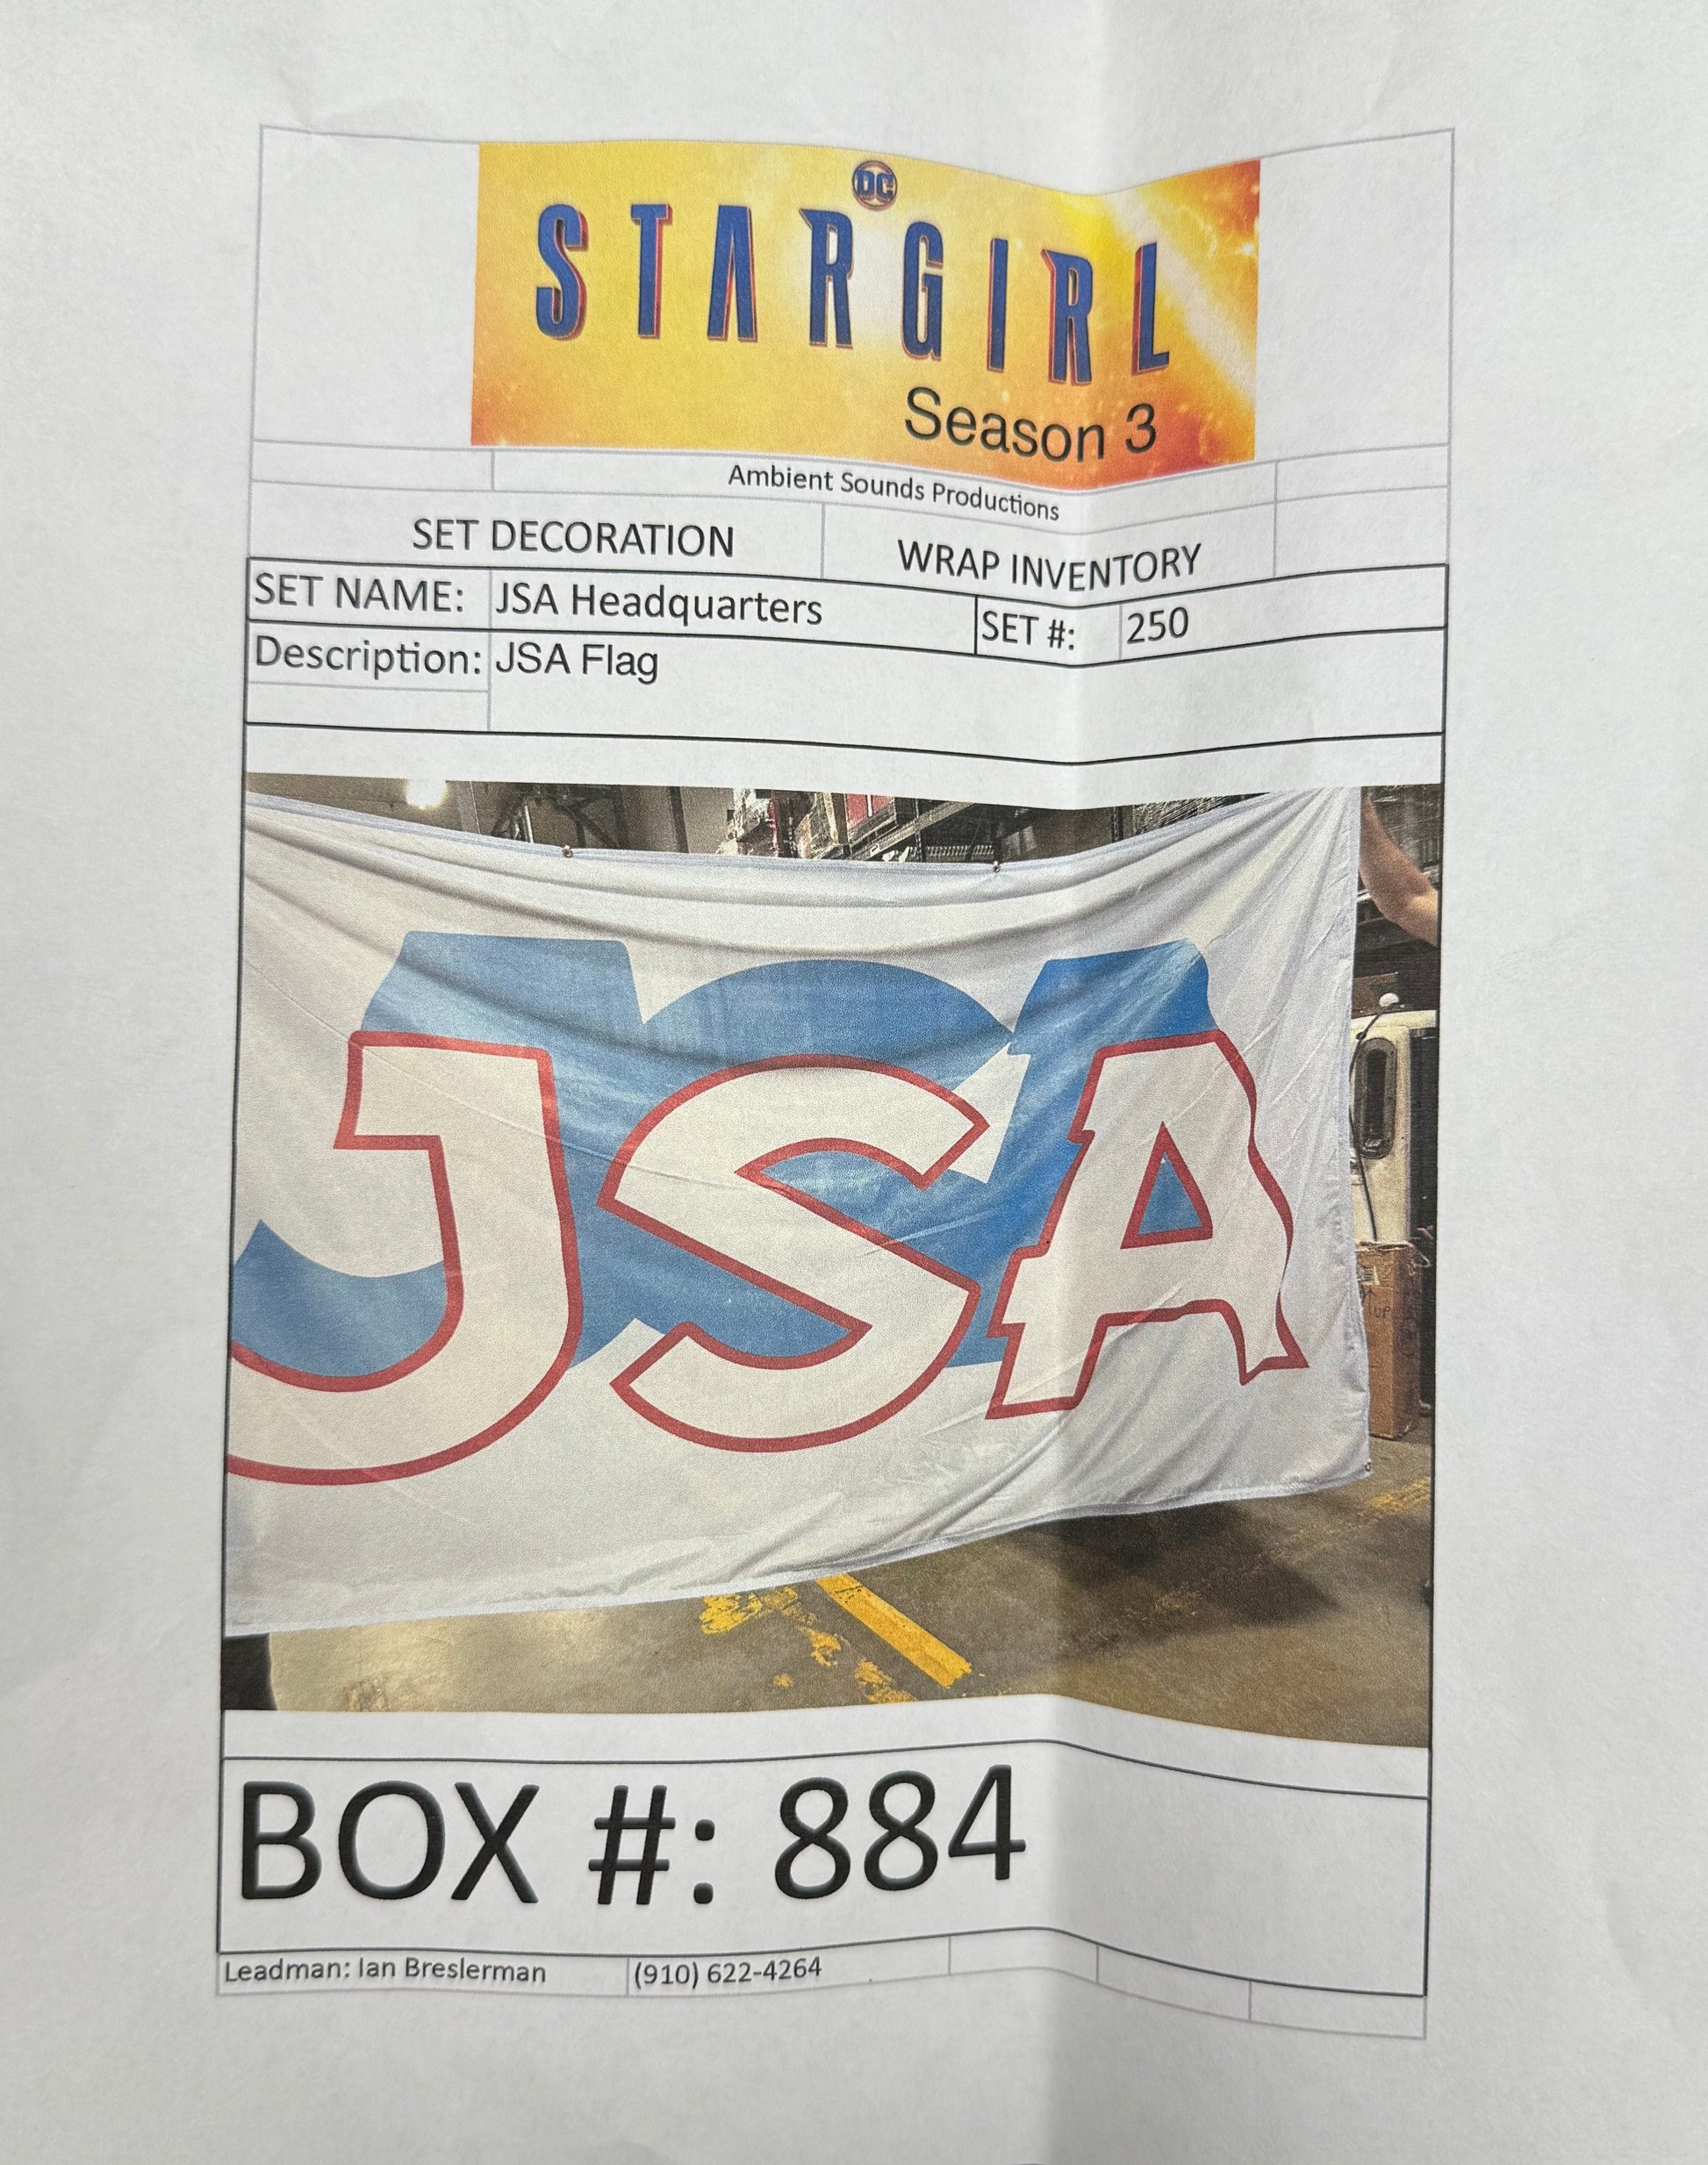 DC
STARGIRL
Season 3
Ambient Sounds Productions
SET DECORATION WRAP INVENTORY
SET NAME: JSA Headquarters SET #: 250
Description: JSA Flag
JSA
UP
BOX #: 884
Leadman: Ian Breslerman (910) 622-4264